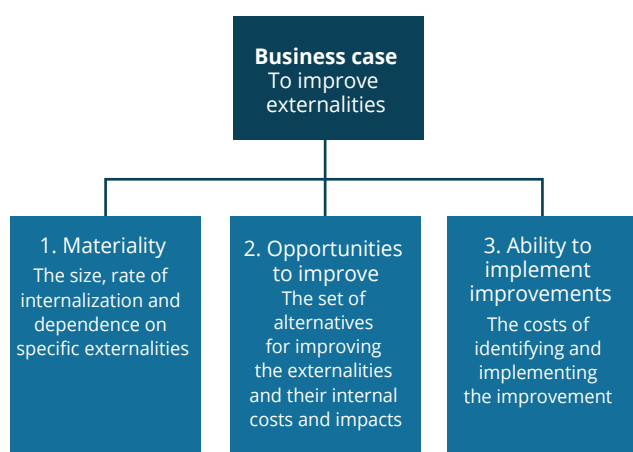 Business case
To improve
externalities
1. Materiality
The size, rate of
internalization and
dependence on
specific externalities
2. Opportunities
to improve
The set of
alternatives
for improving
the externalities
and their internal
costs and impacts
3. Ability to
implement
improvements
The costs of
identifying and
implementing
the improvement